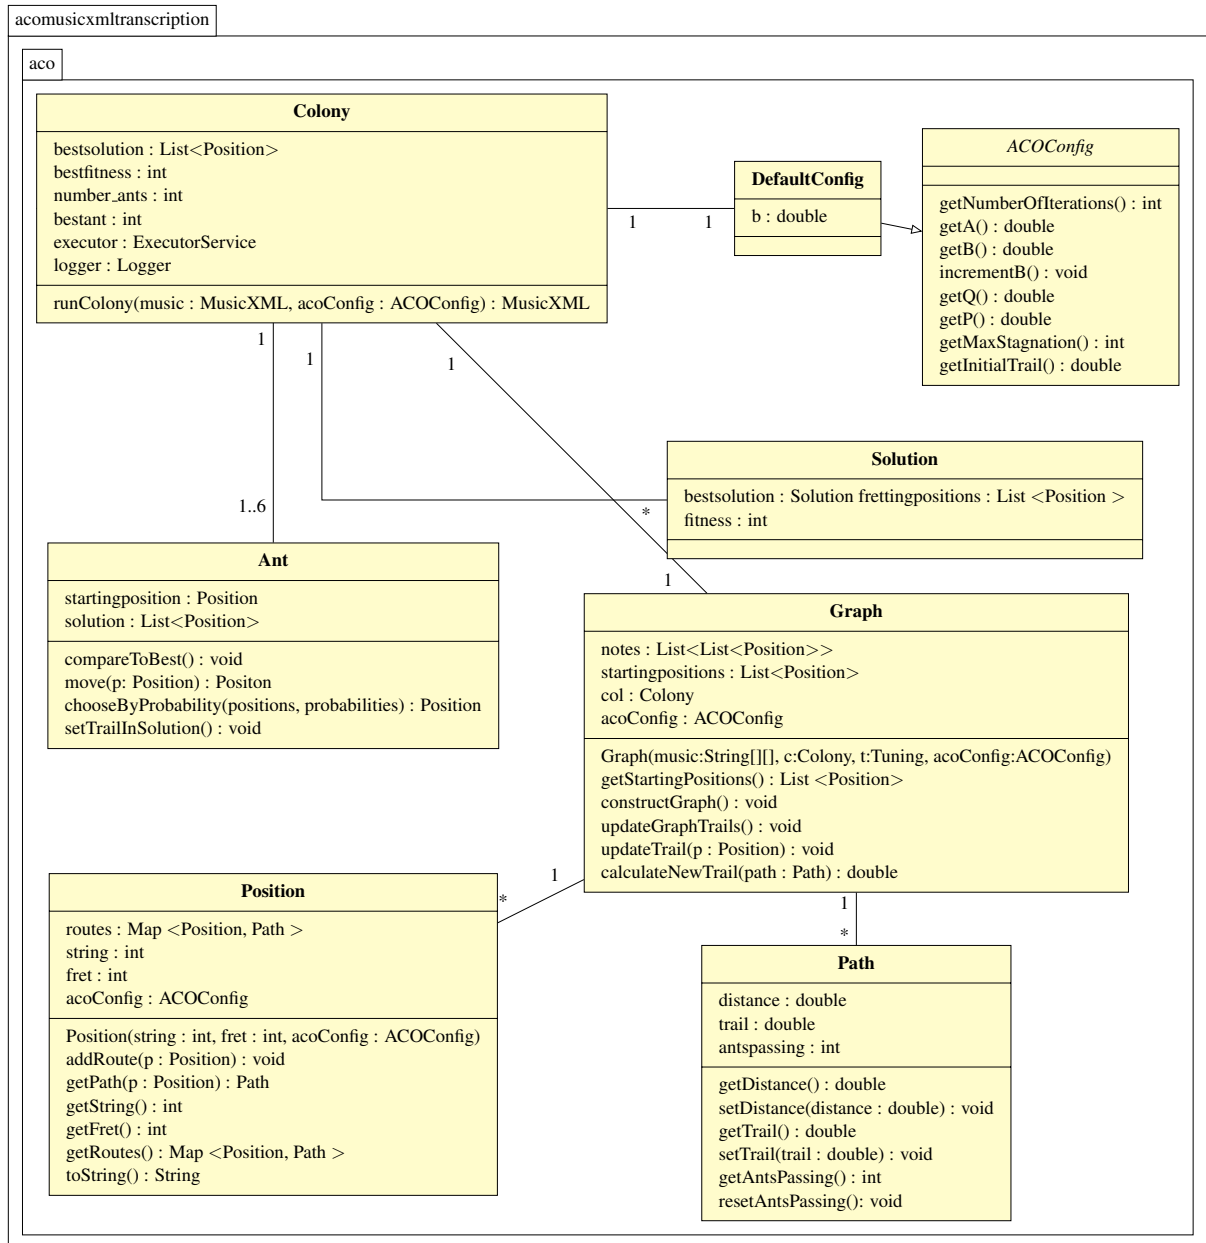 acomusicxmltranscription
aco
Colony
bestsolution : List<Position>
bestfitness : int
number_ants : int
bestant : int
executor : ExecutorService
logger : Logger
runColony(music : MusicXML, acoConfig : ACOConfig) : MusicXML
1
1
DefaultConfig
b : double
ACOConfig
getNumberOfIterations() : int
getA() : double
getB() : double
incrementB() : void
getQ() : double
getP() : double
getMaxStagnation() : int
getInitialTrail() : double
1
1
1
Solution
bestsolution : Solution frettingpositions : List <Position >
fitness : int
*
1..6
Ant
startingposition : Position
solution : List<Position>
compareToBest() : void
move(p: Position) : Positon
chooseByProbability(positions, probabilities) : Position
setTrailInSolution() : void
1
Graph
notes : List<List<Position>>
startingpositions : List<Position>
col : Colony
acoConfig : ACOConfig
Graph(music:String[][], c:Colony, t:Tuning, acoConfig:ACOConfig)
getStartingPositions() : List <Position>
constructGraph() : void
updateGraphTrails() : void
updateTrail(p : Position) : void
calculateNewTrail(path : Path) : double
1
*
1
*
Position
routes : Map <Position, Path >
string : int
fret : int
acoConfig : ACOConfig
Position(string : int, fret : int, acoConfig : ACOConfig)
addRoute(p : Position) : void
getPath(p : Position) : Path
getString() : int
getFret() : int
getRoutes() : Map <Position, Path >
toString() : String
Path
distance : double
trail : double
antspassing : int
getDistance() : double
setDistance(distance : double) : void
getTrail() : double
setTrail(trail : double) : void
getAntsPassing() : int
resetAntsPassing(): void